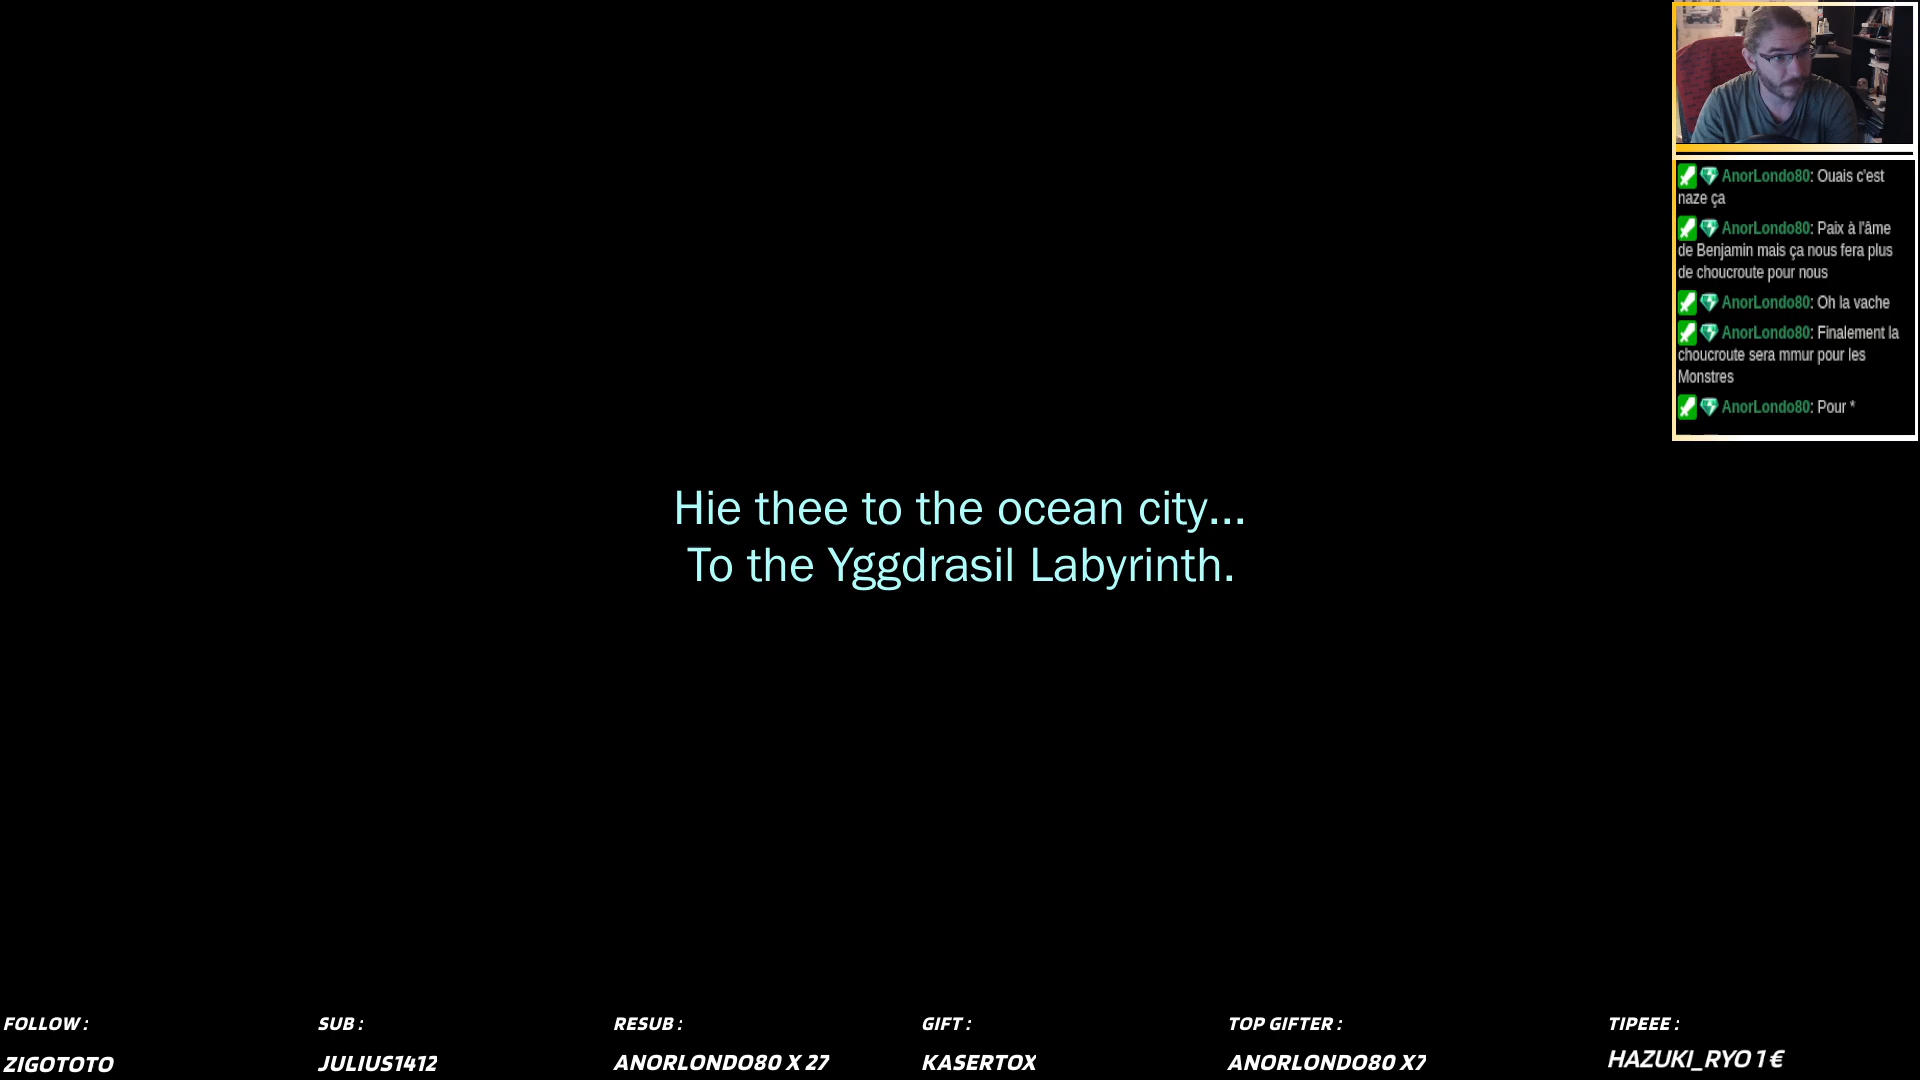 AnorLondo80: Ouais c'est
naze ça
AnorLondo80: Paix à l'âme
de Benjamin mais ça nous fera plus
de choucroute pour nous
AnorLondo80: Oh la vache
AnorLondo80: Finalement la
choucroute sera mmur pour les
Monstres
AnorLondo80: Pour *
Hie thee to the ocean city...
To the Yggdrasil Labyrinth.
FOLLOW :
ZIGOTOTO
SUB :
JULIUS1412
RESUB :
ANORLONDO80 X 27
GIFT :
KASERTOX
TOP GIFTER :
ANORLONDO80 X7
TIPEEE :
HAZUKI_RYO 1 €